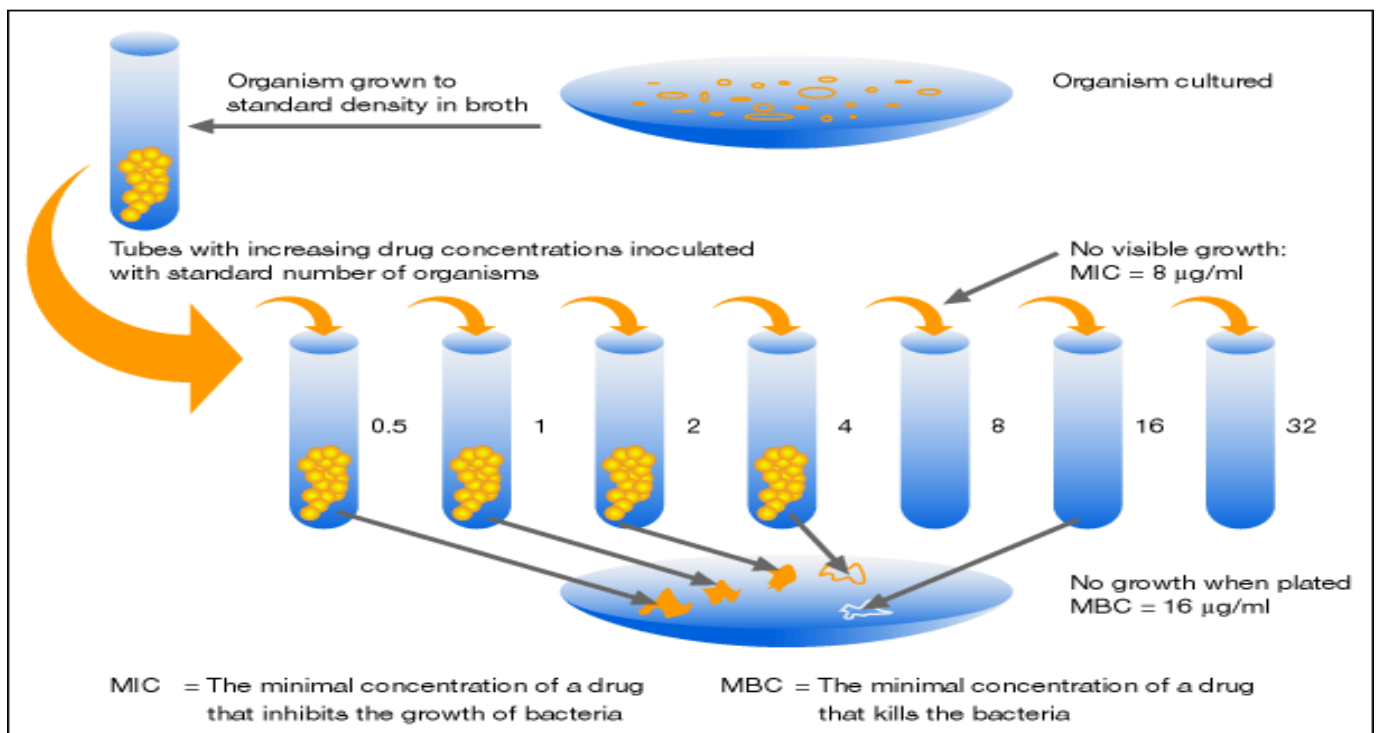 Organism grown to
standard density in broth
Organism cultured
Tubes with increasing drug concentrations inoculated
with standard number of organisms
No visible growth:
MIC = 8 μg/ml
0.5
1
2
4
8
16
32
No growth when plated
MBC = 16 μg/ml
MIC = The minimal concentration of a drug
that inhibits the growth of bacteria
MBC = The minimal concentration of a drug
that kills the bacteria